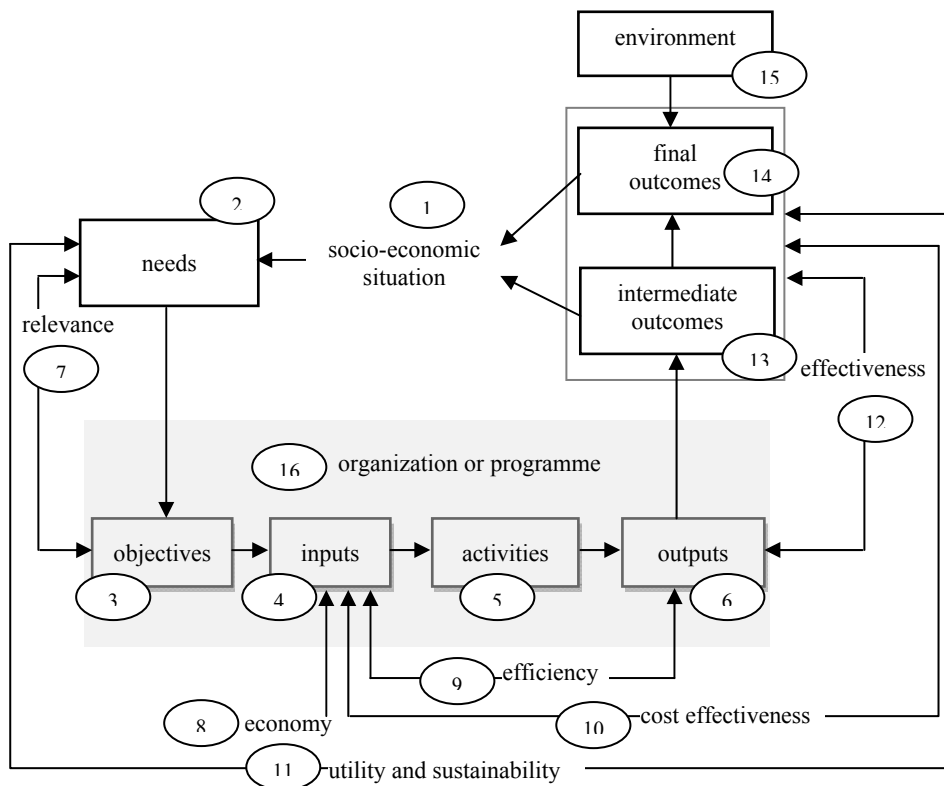 environment
15
final
outcomes
14
2
1
needs
socio-economic
situation
intermediate
outcomes
13
relevance
7
effectiveness
12
16
organization or programme
objectives
inputs
activities
outputs
3
4
5
6
9
efficiency
8
economy
10
cost effectiveness
11
utility and sustainability